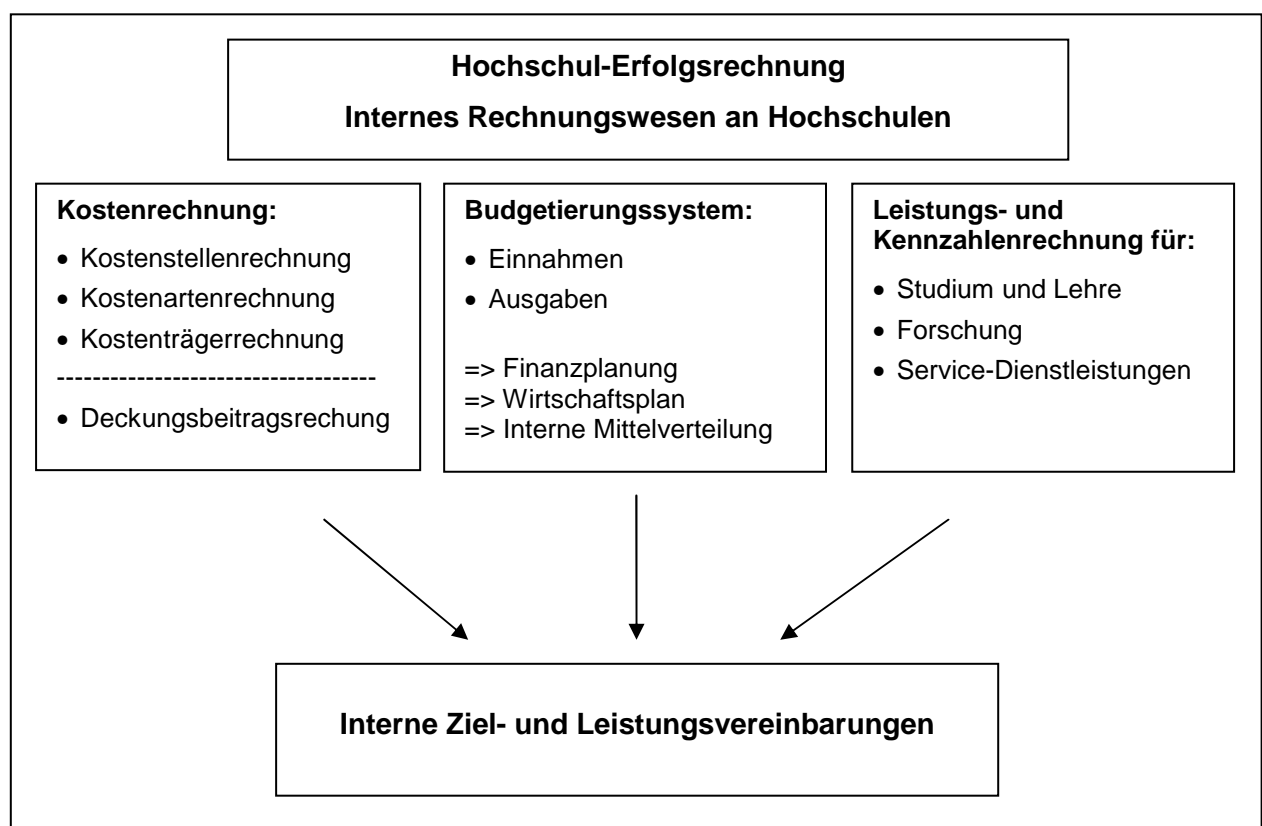 Hochschul-Erfolgsrechnung
Internes Rechnungswesen an Hochschulen
Kostenrechnung:
• Kostenstellenrechnung
• Kostenartenrechnung
• Kostenträgerrechnung
------------------------------------
• Deckungsbeitragsrechung
Budgetierungssystem:
• Einnahmen
• Ausgaben
=> Finanzplanung
=> Wirtschaftsplan
=> Interne Mittelverteilung
Leistungs- und
Kennzahlenrechnung für:
• Studium und Lehre
• Forschung
• Service-Dienstleistungen
Interne Ziel- und Leistungsvereinbarungen